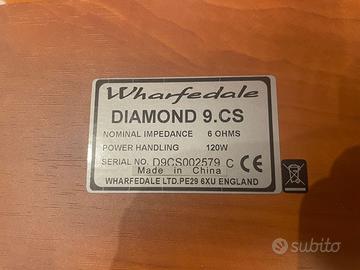 Wharfedale
DIAMOND 9.CS
NOMINAL IMPEDANCE 6 OHMS
POWER HANDLING 120W
SERIAL NO. D9CS002579 C CE
Made in China
WHARFEDALE LTD.PE29 6XU ENGLAND
subito